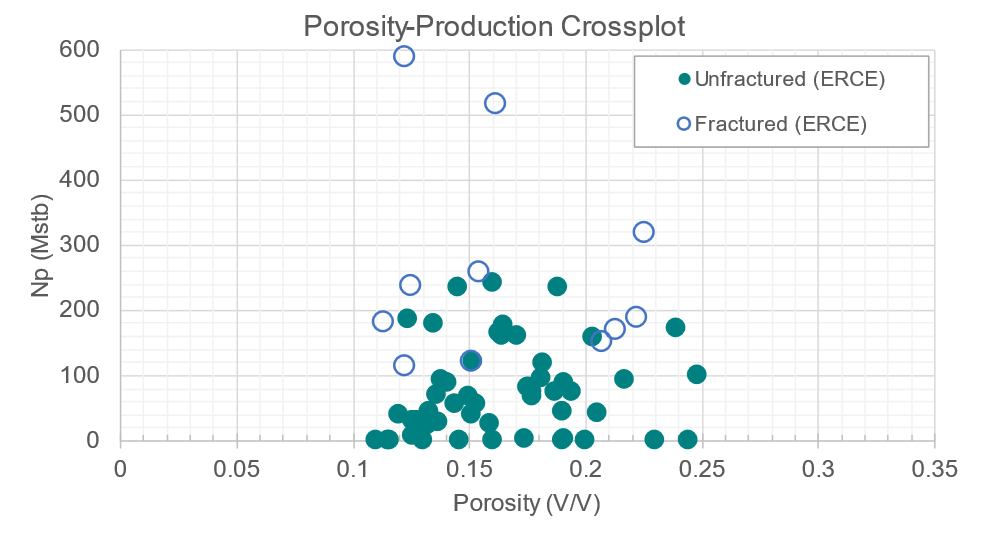 Porosity-Production Crossplot
Unfractured (ERCE)
Fractured (ERCE)
Np (Mstb)
600
500
400
300
200
100
0
0 0.05 0.1 0.15 0.2 0.25 0.3 0.35
Porosity (V/V)